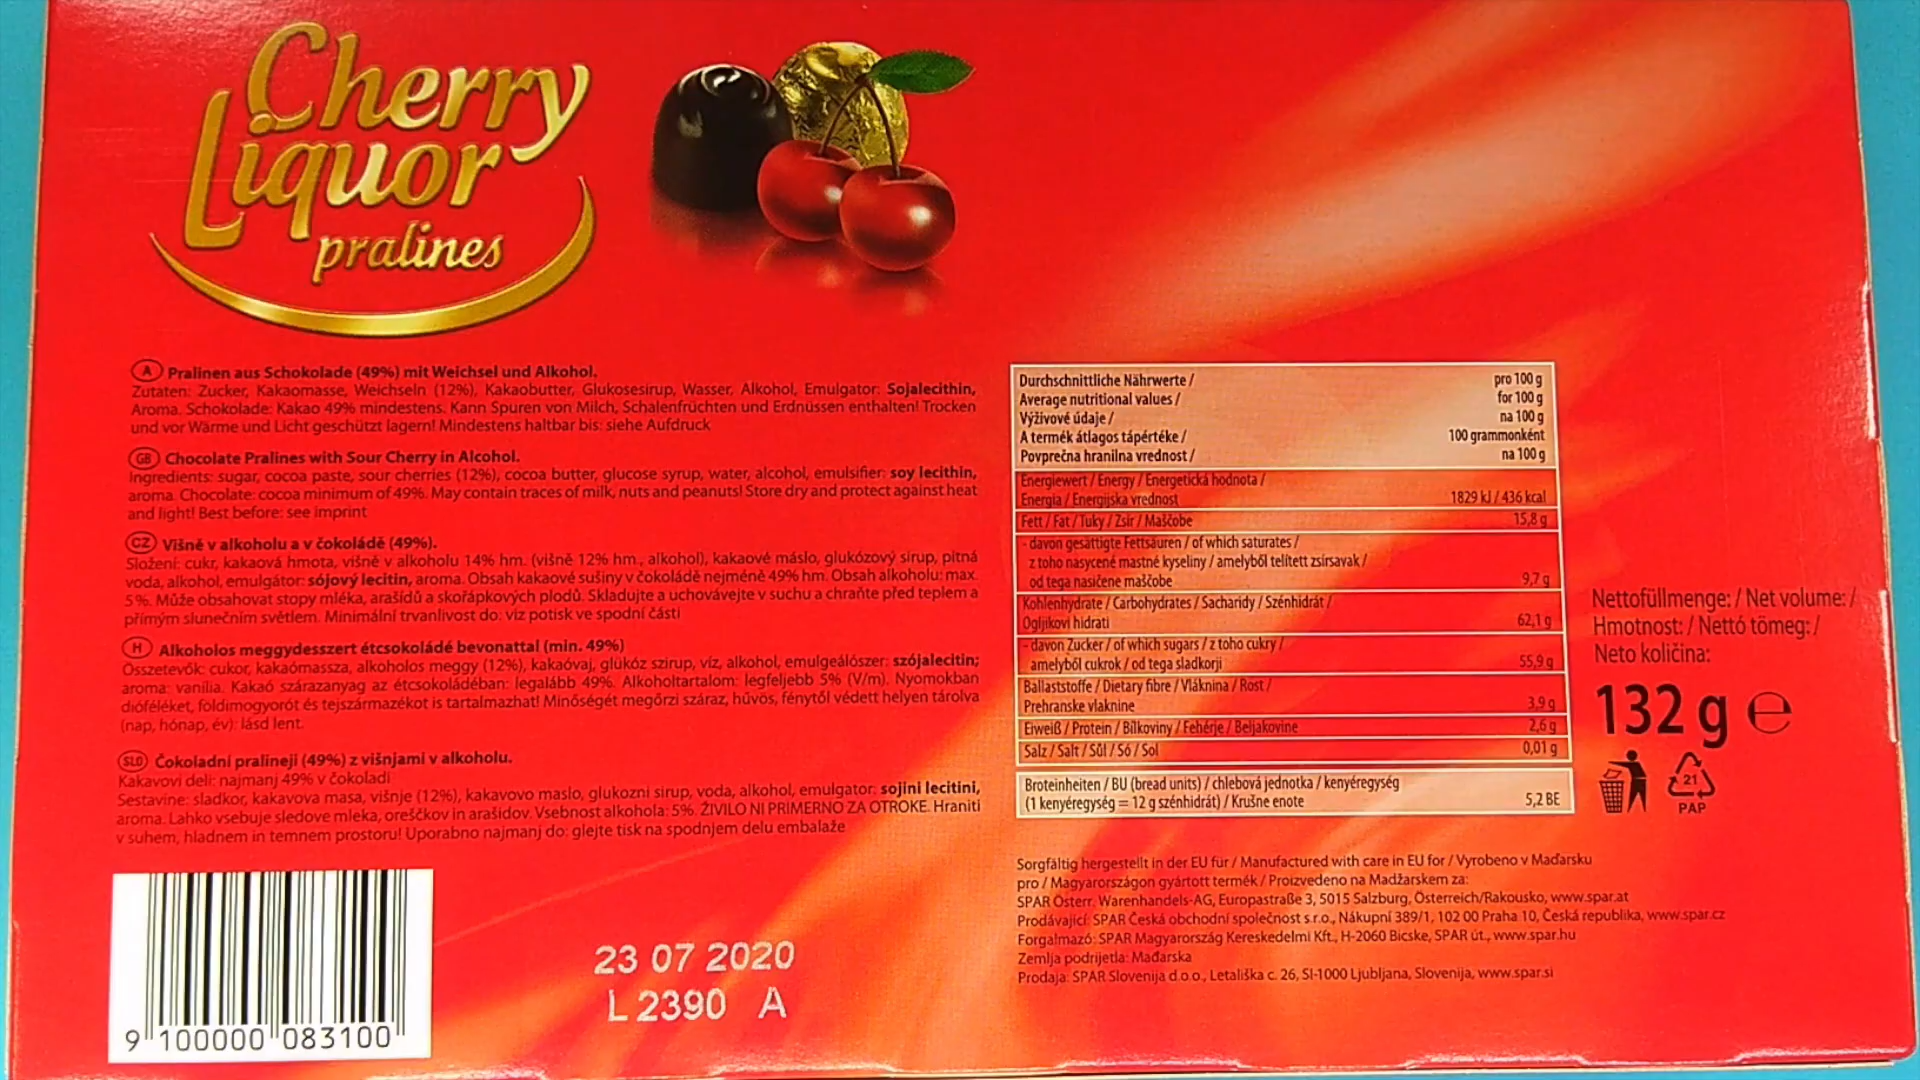 Cherry
Liquor
pralines
A Pralinen aus Schokolade (49%) mit Weichsel und Alkohol.
Zutaten: Zucker, Kakaomasse, Weichseln (12%), Kakaobutter, Glukosesirup, Wasser, Alkohol, Emulgator: Sojalecithin,
Aroma. Schokolade: Kakao 49% mindestens. Kann Spuren von Milch, Schalenfrüchten und Erdnüssen enthalten! Trocken
und vor Wärme und Licht geschützt lagern! Mindestens haltbar bis: siehe Aufdruck
GB Chocolate Pralines with Sour Cherry in Alcohol.
Ingredients: sugar, cocoa paste, sour cherries (12%), cocoa butter, glucose syrup, water, alcohol, emulsifier: soy lecithin,
aroma. Chocolate: cocoa minimum of 49%. May contain traces of milk, nuts and peanuts! Store dry and protect against heat
and light! Best before: see imprint
CZ Višně v alkoholu a v čokoládě (49%).
Složení: cukr, kakaová hmota, višně v alkoholu 14% hm. (višně 12% hm., alkohol), kakaové máslo, glukózový sirup, pitná
voda, alkohol, emulgátor: sójový lecitin, aroma. Obsah kakaové sušiny v čokoládě nejméně 49% hm. Obsah alkoholu: max.
5%. Může obsahovat stopy mléka, arašídů a skořápkových plodů. Skladujte a uchovávejte v suchu a chraňte před teplem a
přímým slunečním světlem. Minimální trvanlivost do: viz potisk ve spodní části
H Alkoholos meggydesszert étcsokoládé bevonattal (min. 49%)
Összetevők: cukor, kakaómassza, alkoholos meggy (12%), kakaóvaj, glükóz szirup, víz, alkohol, emulgeálószer: szójalecitin;
aroma: vanília. Kakaó szárazanyag az étcsokoládéban: legalább 49%. Alkoholtartalom: legfeljebb 5% (V/m). Nyomokban
dióféléket, földimogyorót és tejszármazékot is tartalmazhat! Minőségét megőrzi száraz, hűvös, fénytől védett helyen tárolva
(nap, hónap, év): lásd lent.
SLO Čokoladni pralineji (49%) z višnjami v alkoholu.
Kakavovi deli: najmanj 49% v čokoladi
Sestavine: sladkor, kakavova masa, višnje (12%), kakavovo maslo, glukozni sirup, voda, alkohol, emulgator: sojini lecitini,
aroma. Lahko vsebuje sledove mleka, oreščkov in arašidov. Vsebnost alkohola: 5%. ŽIVILO NI PRIMERNO ZA OTROKE. Hraniti
v suhem, hladnem in temnem prostoru! Uporabno najmanj do: glejte tisk na spodnjem delu embalaže
9 100000 083100
23 07 2020
L 2390 A
Durchschnittliche Nährwerte / pro 100 g
Average nutritional values / for 100 g
Výživové údaje / na 100 g
A termék átlagos tápértéke / 100 grammonként
Povprečna hranilna vrednost / na 100 g
Energiewert / Energy / Energetická hodnota /
Energia / Energijska vrednost 1829 kJ / 436 kcal
Fett / Fat / Tuky / Zsír / Maščobe 15,8 g
- davon gesättigte Fettsäuren / of which saturates /
z toho nasycené mastné kyseliny / amelyből telített zsírsavak /
od tega nasičene maščobe 9,7 g
Kohlenhydrate / Carbohydrates / Sacharidy / Szénhidrát /
Ogljikovi hidrati 62,1 g
- davon Zucker / of which sugars / z toho cukry /
amelyből cukrok / od tega sladkorji 55,9 g
Ballaststoffe / Dietary fibre / Vláknina / Rost /
Prehranske vlaknine 3,9 g
Eiweiß / Protein / Bílkoviny / Fehérje / Beljakovine 2,6 g
Salz / Salt / Sůl / Só / Sol 0,01 g
Broteinheiten / BU (bread units) / chlebová jednotka / kenyéregység
(1 kenyéregység = 12 g szénhidrát) / Krušne enote 5,2 BE
Nettofüllmenge: / Net volume: /
Hmotnost: / Nettó tömeg: /
Neto količina:
132 g e
21
PAP
Sorgfältig hergestellt in der EU für / Manufactured with care in EU for / Vyrobeno v Maďarsku
pro / Magyarországon gyártott termék / Proizvedeno na Madžarskem za:
SPAR Österr. Warenhandels-AG, Europastraße 3, 5015 Salzburg, Österreich/Rakousko, www.spar.at
Prodávající: SPAR Česká obchodní společnost s.r.o., Nákupní 389/1, 102 00 Praha 10, Česká republika, www.spar.cz
Forgalmazó: SPAR Magyarország Kereskedelmi Kft., H-2060 Bicske, SPAR út., www.spar.hu
Zemlja podrijetla: Mađarska
Prodaja: SPAR Slovenija d.o.o., Letališka c. 26, SI-1000 Ljubljana, Slovenija, www.spar.si